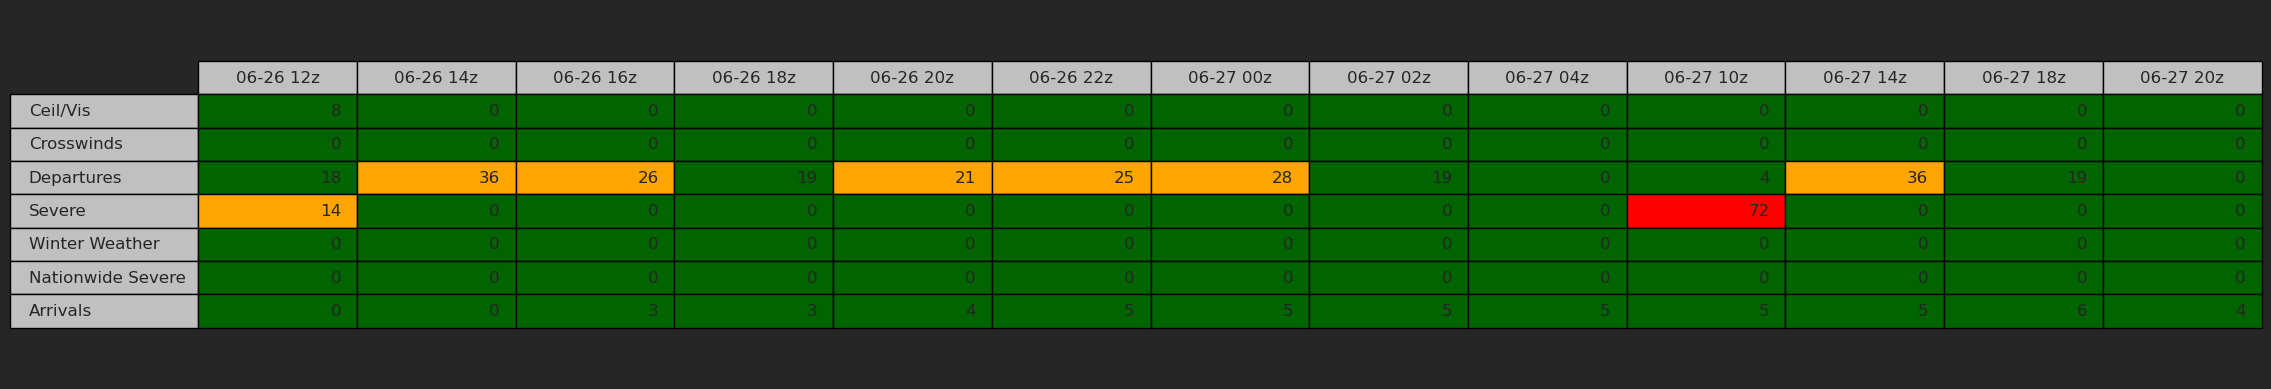 06-26 12z 06-26 14z 06-26 16z 06-26 18z 06-26 20z 06-26 22z 06-27 00z 06-27 02z 06-27 04z 06-27 10z 06-27 14z 06-27 18z 06-27 20z
Ceil/Vis 8 0 0 0 0 0 0 0 0 0 0 0 0
Crosswinds 0 0 0 0 0 0 0 0 0 0 0 0 0
Departures 18 36 26 19 21 25 28 19 0 4 36 19 0
Severe 14 0 0 0 0 0 0 0 0 72 0 0 0
Winter Weather 0 0 0 0 0 0 0 0 0 0 0 0 0
Nationwide Severe 0 0 0 0 0 0 0 0 0 0 0 0 0
Arrivals 0 0 3 3 4 5 5 5 5 5 5 6 4